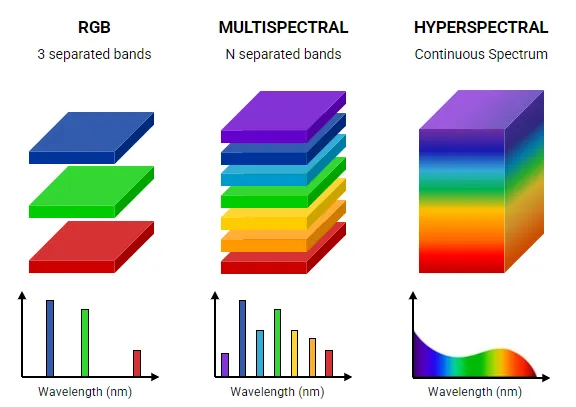 RGB
3 separated bands
MULTISPECTRAL
N separated bands
HYPERSPECTRAL
Continuous Spectrum
Wavelength (nm)
Wavelength (nm)
Wavelength (nm)